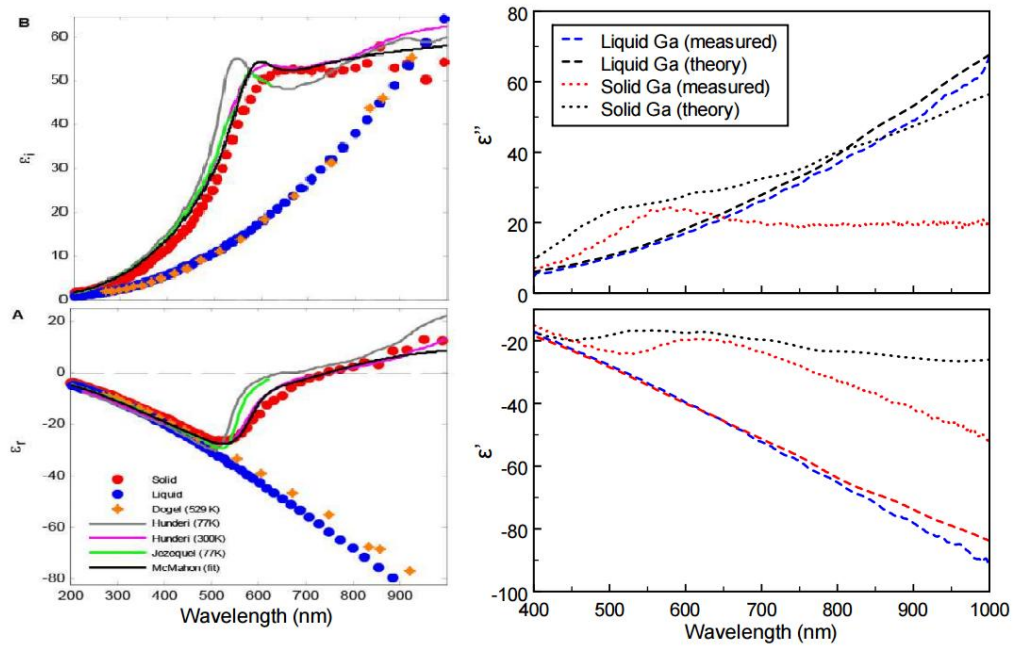 B
60
50
40
30
20
10
0
εi
A
20
0
-20
-40
-60
-80
εr
Solid
Liquid
Dogel (529 K)
Hunderi (77K)
Hunderi (300K)
Jezequel (77K)
McMahon (fit)
200 300 400 500 600 700 800 900
Wavelength (nm)
80
60
40
20
0
ε''
Liquid Ga (measured)
Liquid Ga (theory)
Solid Ga (measured)
Solid Ga (theory)
-20
-40
-60
-80
-100
ε'
400 500 600 700 800 900 1000
Wavelength (nm)